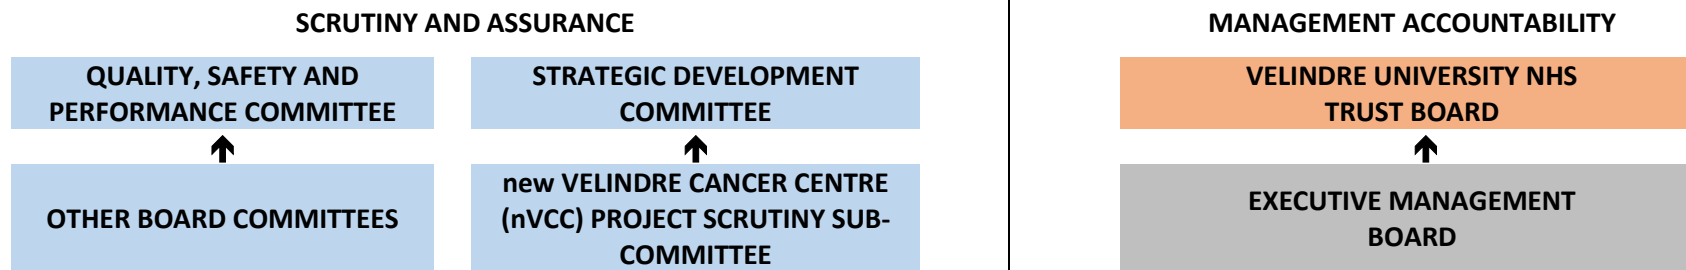 SCRUTINY AND ASSURANCE
MANAGEMENT ACCOUNTABILITY
QUALITY, SAFETY AND
PERFORMANCE COMMITTEE
STRATEGIC DEVELOPMENT
COMMITTEE
VELINDRE UNIVERSITY NHS
TRUST BOARD
OTHER BOARD COMMITTEES
new VELINDRE CANCER CENTRE
(nVCC) PROJECT SCRUTINY SUB-
COMMITTEE
EXECUTIVE MANAGEMENT
BOARD